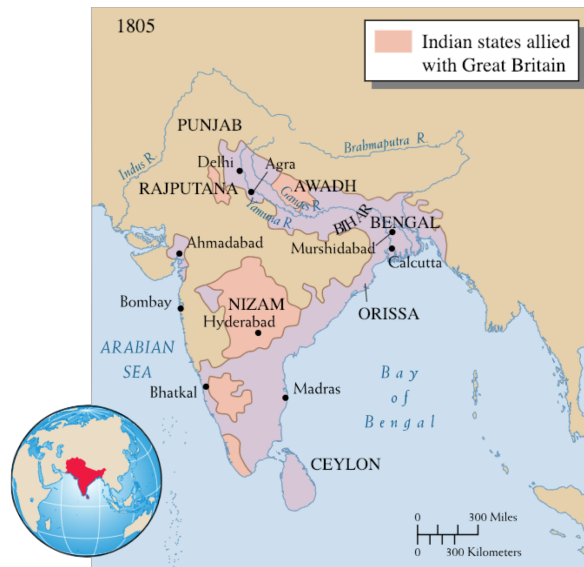 1805
Indian states allied
with Great Britain
PUNJAB
Indus R.
Brahmaputra R.
Delhi
Agra
RAJPUTANA
AWADH
Ganges R.
Yamuna R.
BIHAR
BENGAL
Ahmadabad
Murshidabad
Calcutta
Bombay
NIZAM
ORISSA
Hyderabad
ARABIAN
SEA
Bay
of
Bengal
Bhatkal
Madras
CEYLON
0 300 Miles
0 300 Kilometers